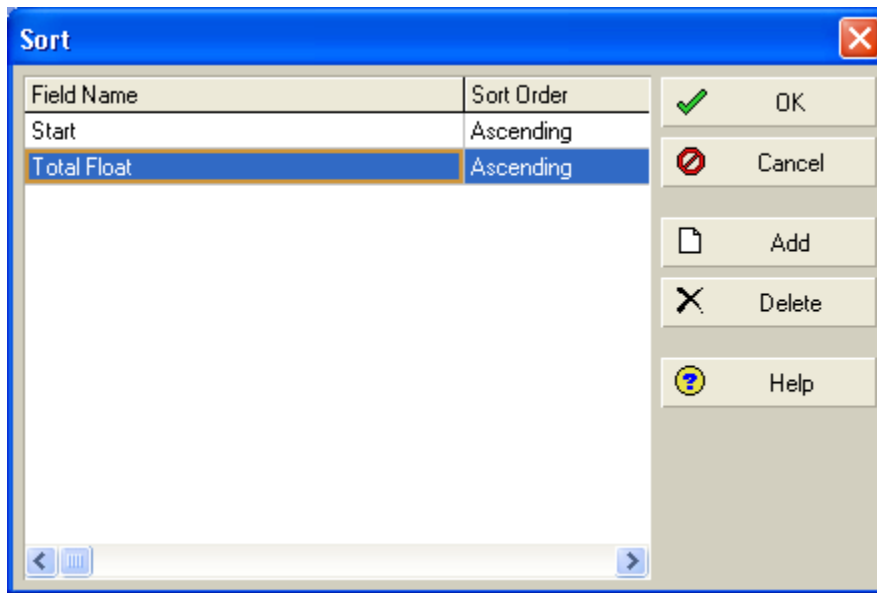 Sort
Field Name Sort Order
Start Ascending
Total Float Ascending
OK
Cancel
Add
Delete
Help